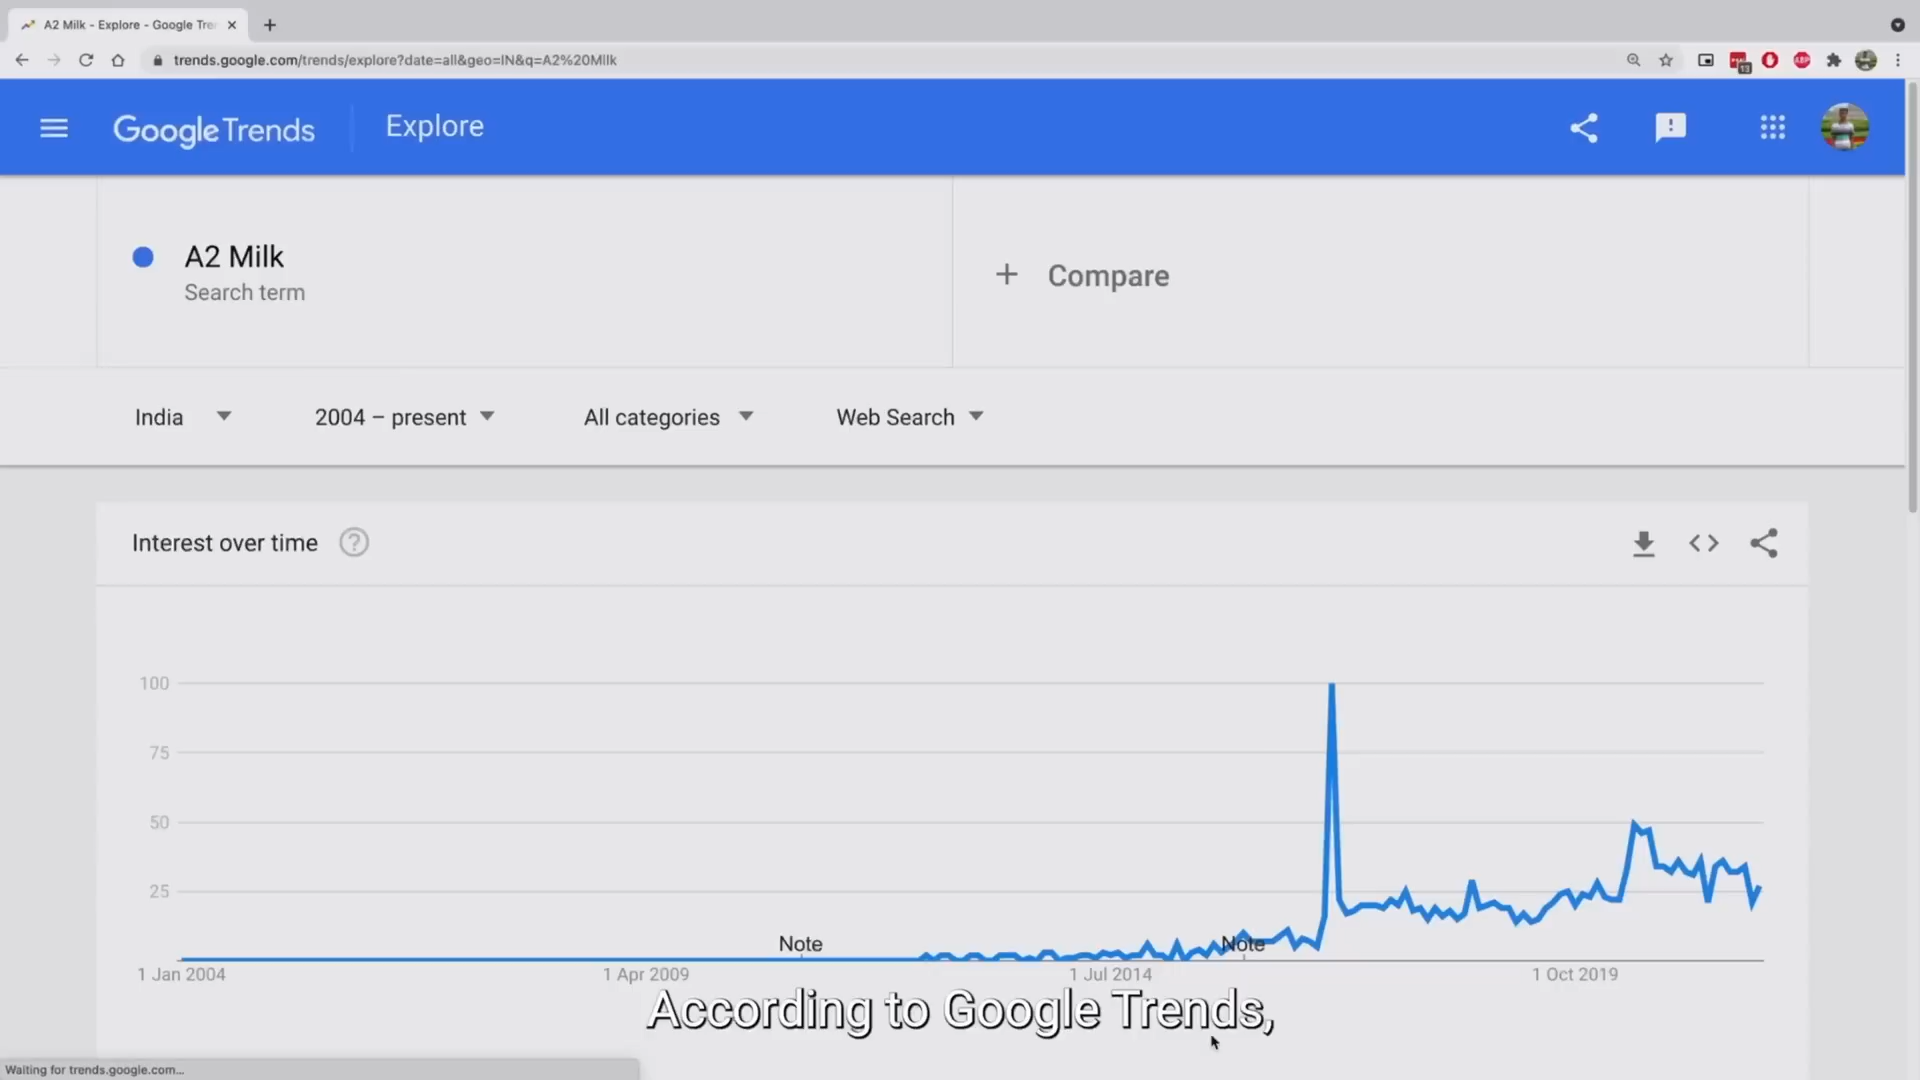 A2 Milk - Explore - Google Tre
trends.google.com/trends/explore?date=all&geo=IN&q=A2%20Milk
13
ABP
Google Trends
Explore
A2 Milk
Search term
+ Compare
India
2004 – present
All categories
Web Search
Interest over time
100
75
50
25
Note
Note
1 Jan 2004
1 Apr 2009
1 Jul 2014
1 Oct 2019
According to Google Trends,
Waiting for trends.google.com...